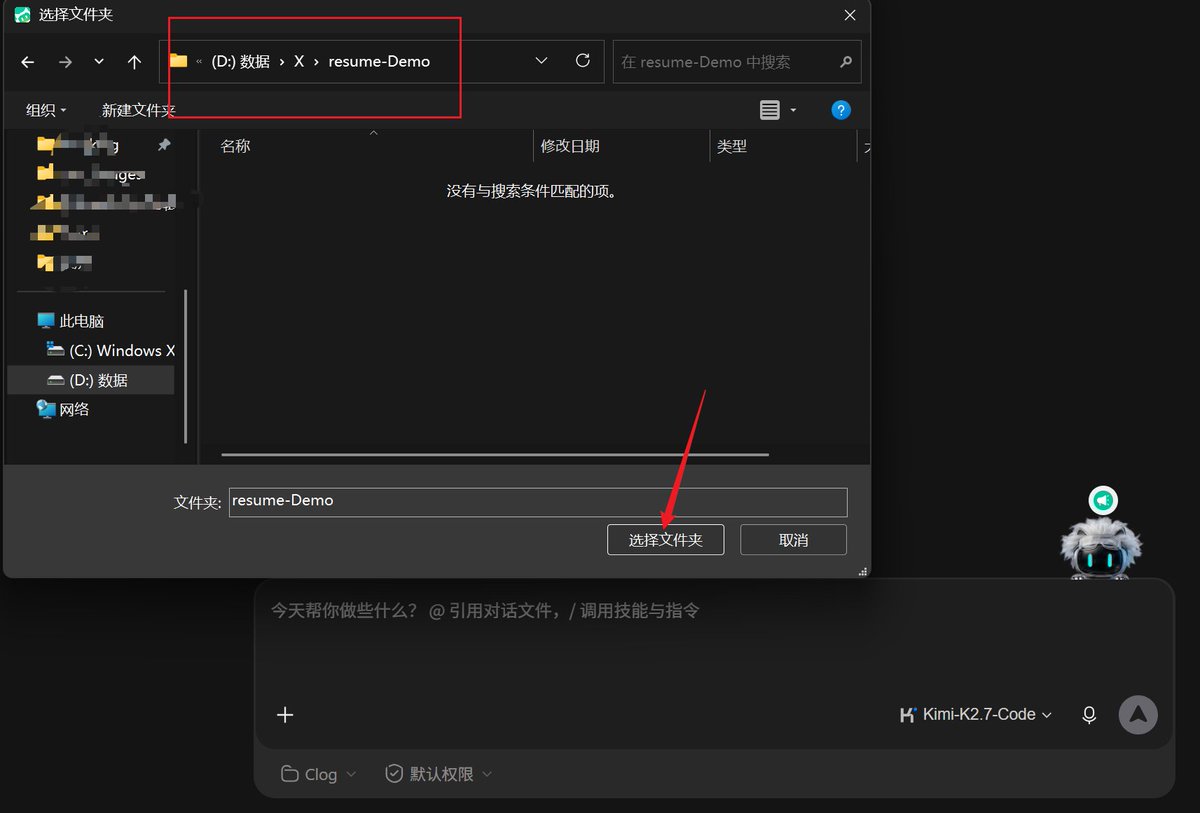 选择文件夹
« (D:) 数据 › X › resume-Demo
在 resume-Demo 中搜索
组织
新建文件夹
名称
修改日期
类型
没有与搜索条件匹配的项。
此电脑
(C:) Windows X
(D:) 数据
网络
文件夹:
resume-Demo
选择文件夹
取消
今天帮你做些什么？ @ 引用对话文件，/ 调用技能与指令
Kimi-K2.7-Code
Clog
默认权限